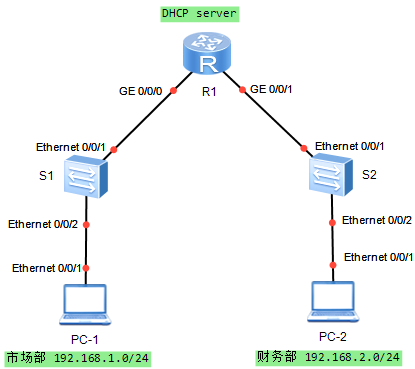 DHCP server
R
R1
GE 0/0/0
GE 0/0/1
Ethernet 0/0/1
Ethernet 0/0/1
S1
S2
Ethernet 0/0/2
Ethernet 0/0/2
Ethernet 0/0/1
Ethernet 0/0/1
PC-1
PC-2
市场部 192.168.1.0/24
财务部 192.168.2.0/24